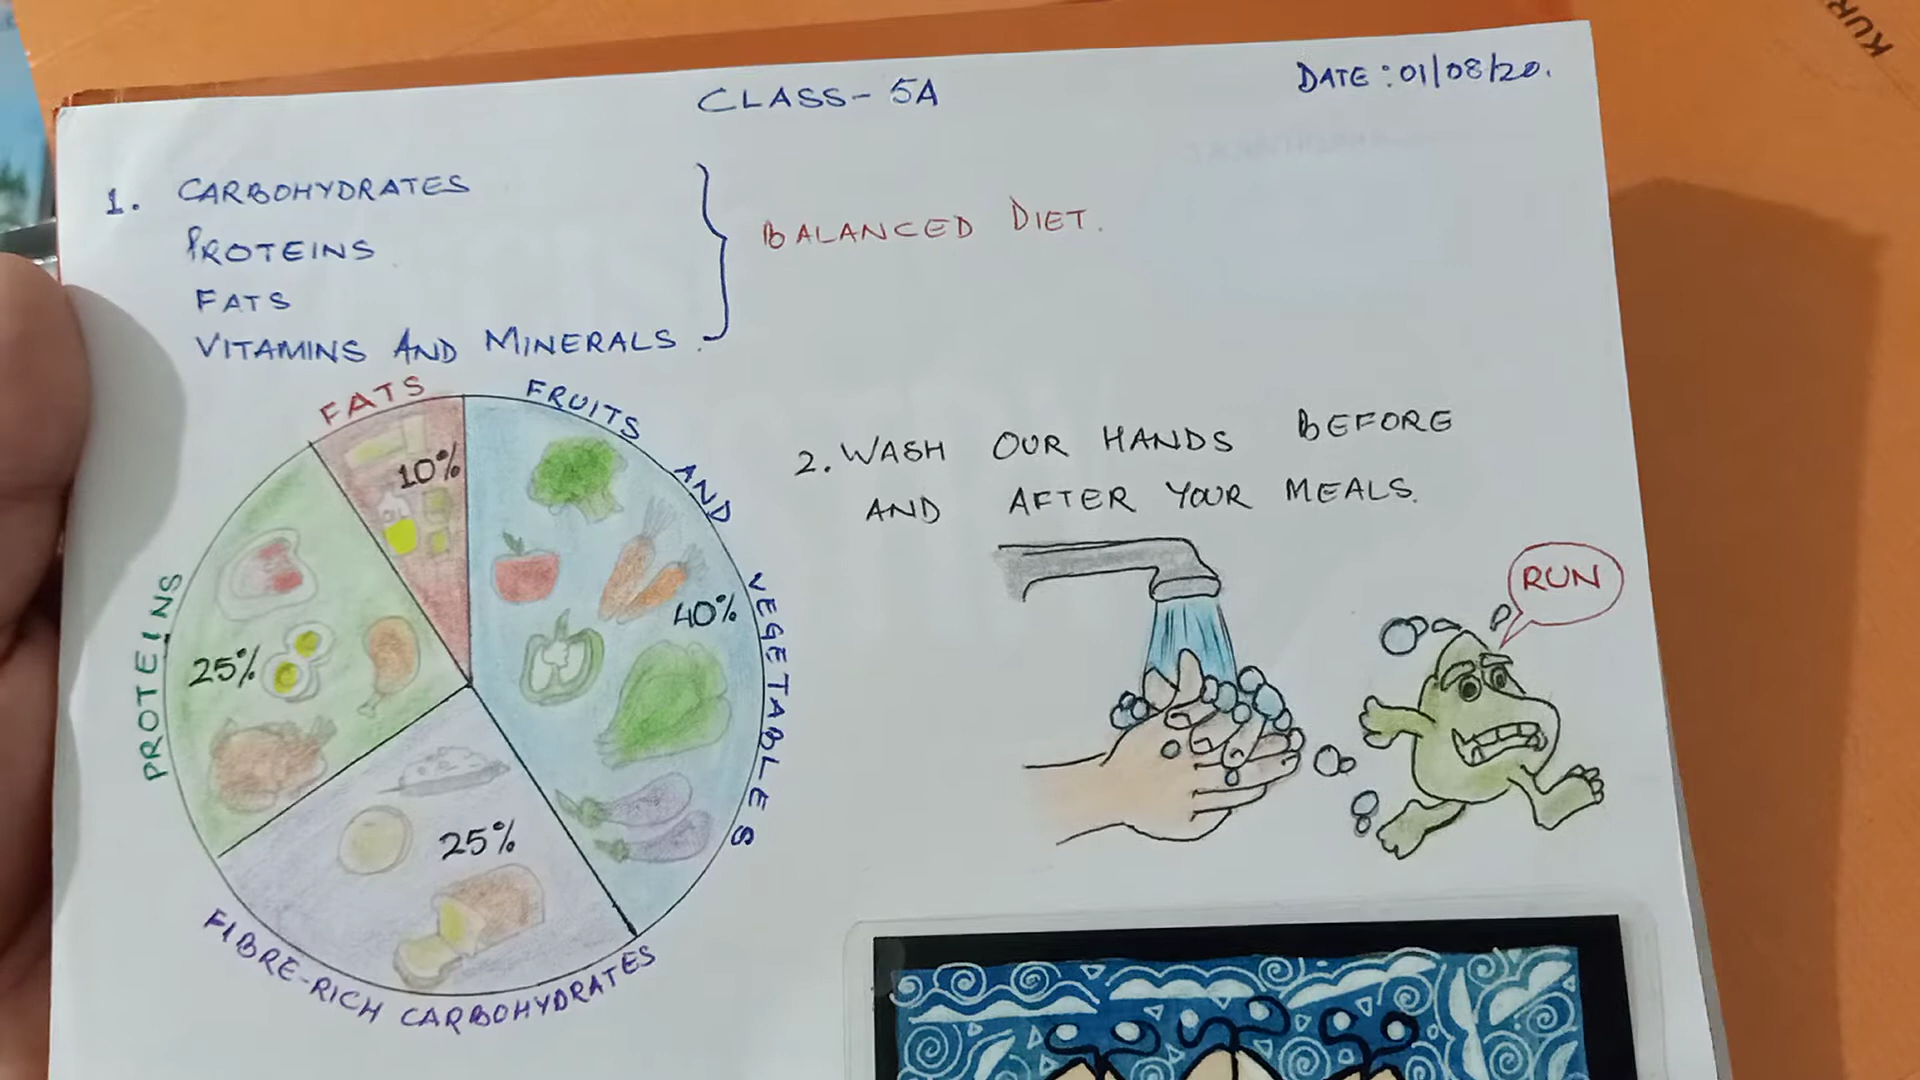 CLASS - 5A
DATE : 01/08/20.
1. CARBOHYDRATES
PROTEINS
FATS
VITAMINS AND MINERALS.
BALANCED DIET.
FATS
10%
FRUITS AND VEGETABLES
40%
PROTEINS
25%
25%
FIBRE-RICH CARBOHYDRATES
2. WASH OUR HANDS BEFORE
AND AFTER YOUR MEALS.
RUN
KUR